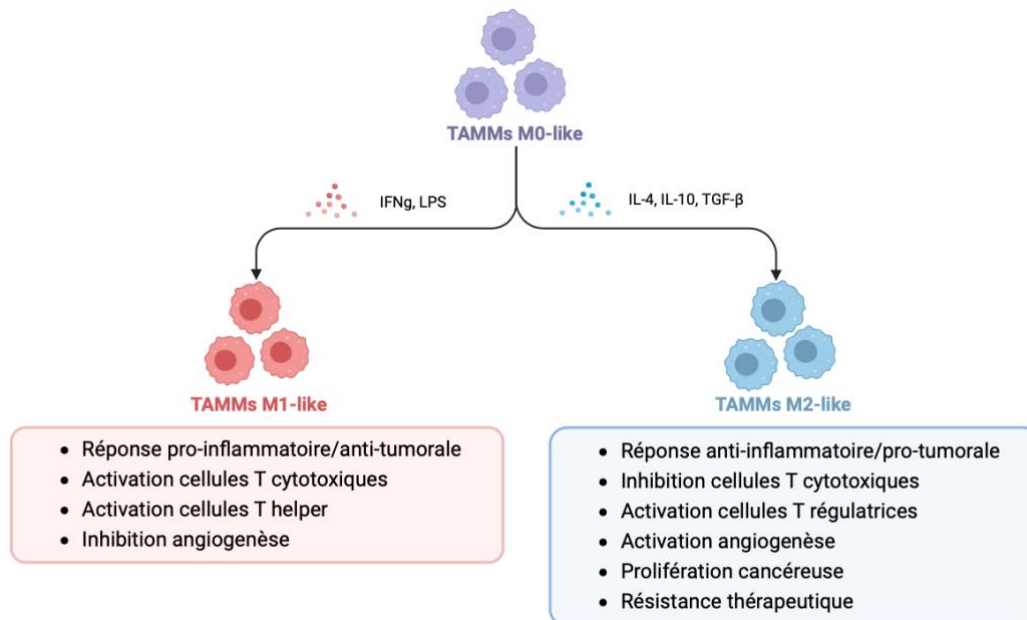 TAMMs M0-like
IFNg, LPS
IL-4, IL-10, TGF-β
TAMMs M1-like
• Réponse pro-inflammatoire/anti-tumorale
• Activation cellules T cytotoxiques
• Activation cellules T helper
• Inhibition angiogenèse
TAMMs M2-like
• Réponse anti-inflammatoire/pro-tumorale
• Inhibition cellules T cytotoxiques
• Activation cellules T régulatrices
• Activation angiogenèse
• Prolifération cancéreuse
• Résistance thérapeutique